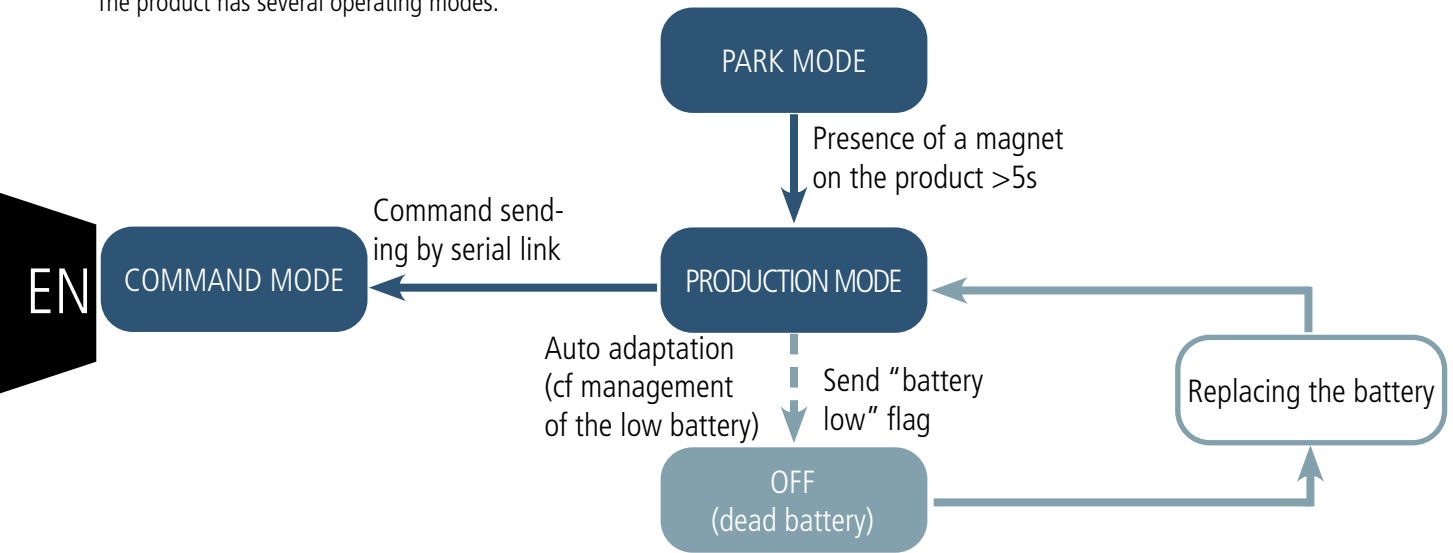 The product has several operating modes.
PARK MODE
Presence of a magnet
on the product >5s
Command send-
ing by serial link
EN
COMMAND MODE
PRODUCTION MODE
Auto adaptation
(cf management
of the low battery)
Send “battery
low” flag
Replacing the battery
OFF
(dead battery)